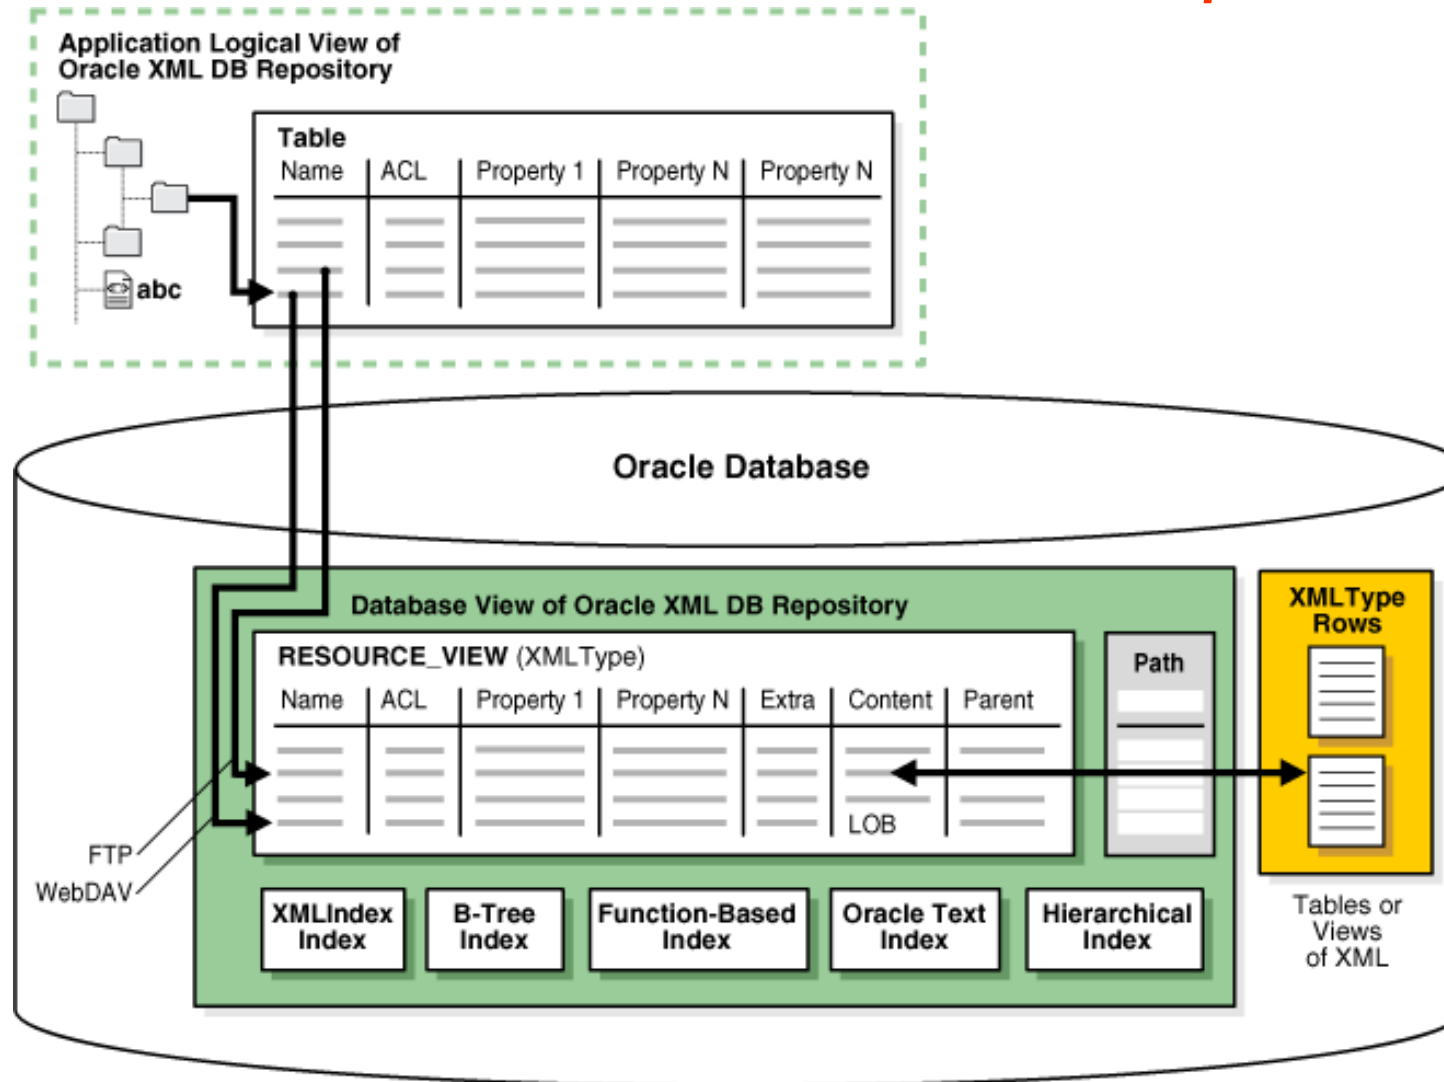 Application Logical View of
Oracle XML DB Repository
Table
Name ACL Property 1 Property N Property N
abc
Oracle Database
Database View of Oracle XML DB Repository
RESOURCE_VIEW (XMLType)
Name ACL Property 1 Property N Extra Content Parent
LOB
Path
XMLType
Rows
FTP
WebDAV
XMLIndex
Index
B-Tree
Index
Function-Based
Index
Oracle Text
Index
Hierarchical
Index
Tables or
Views
of XML